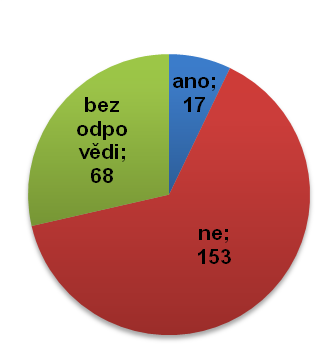 ano;
17
bez
odpo
vědi;
68
ne;
153